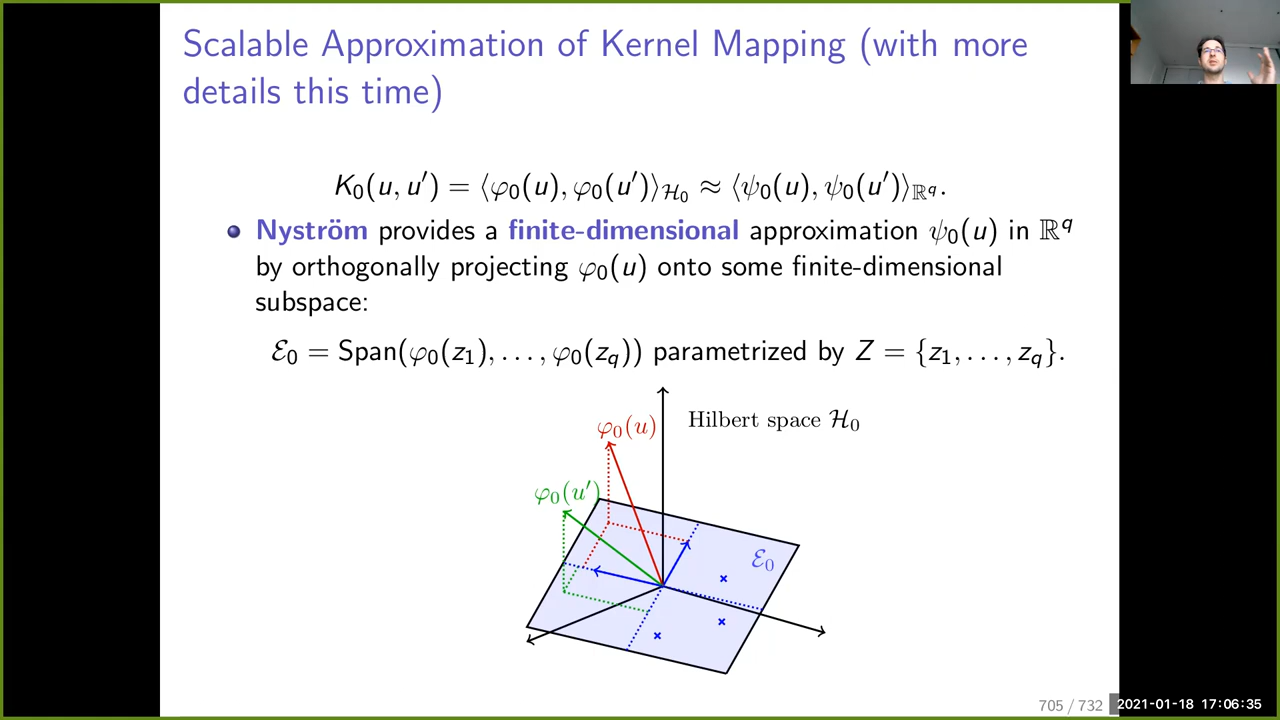 Scalable Approximation of Kernel Mapping (with more
details this time)
K₀(u, u′) = ⟨φ₀(u), φ₀(u′)⟩_ℋ₀ ≈ ⟨ψ₀(u), ψ₀(u′)⟩_ℝ^q.
Nyström provides a finite-dimensional approximation ψ₀(u) in ℝ^q
by orthogonally projecting φ₀(u) onto some finite-dimensional
subspace:
ℰ₀ = Span(φ₀(z₁), . . . , φ₀(z_q)) parametrized by Z = {z₁, . . . , z_q}.
Hilbert space ℋ₀
φ₀(u)
φ₀(u′)
ℰ₀
705 / 732
2021-01-18 17:06:35